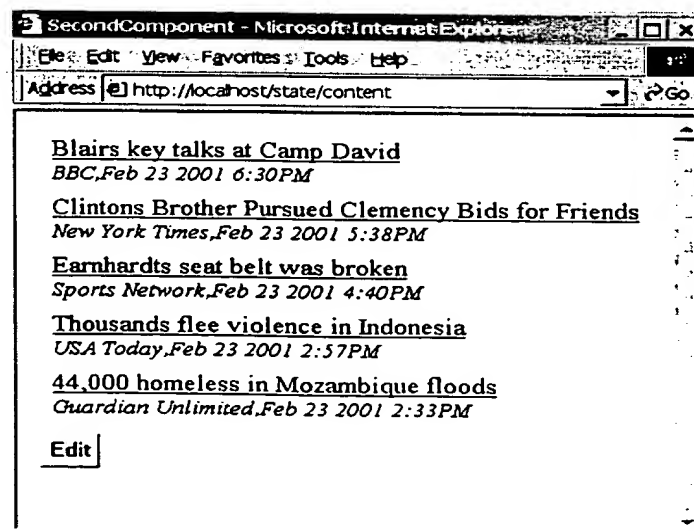 SecondComponent - Microsoft Internet Explorer
File Edit View Favorites Tools Help
Address http://localhost/state/content Go
Blairs key talks at Camp David
BBC,Feb 23 2001 6:30PM
Clintons Brother Pursued Clemency Bids for Friends
New York Times,Feb 23 2001 5:38PM
Earnhardts seat belt was broken
Sports Network,Feb 23 2001 4:40PM
Thousands flee violence in Indonesia
USA Today,Feb 23 2001 2:57PM
44,000 homeless in Mozambique floods
Guardian Unlimited,Feb 23 2001 2:33PM
Edit